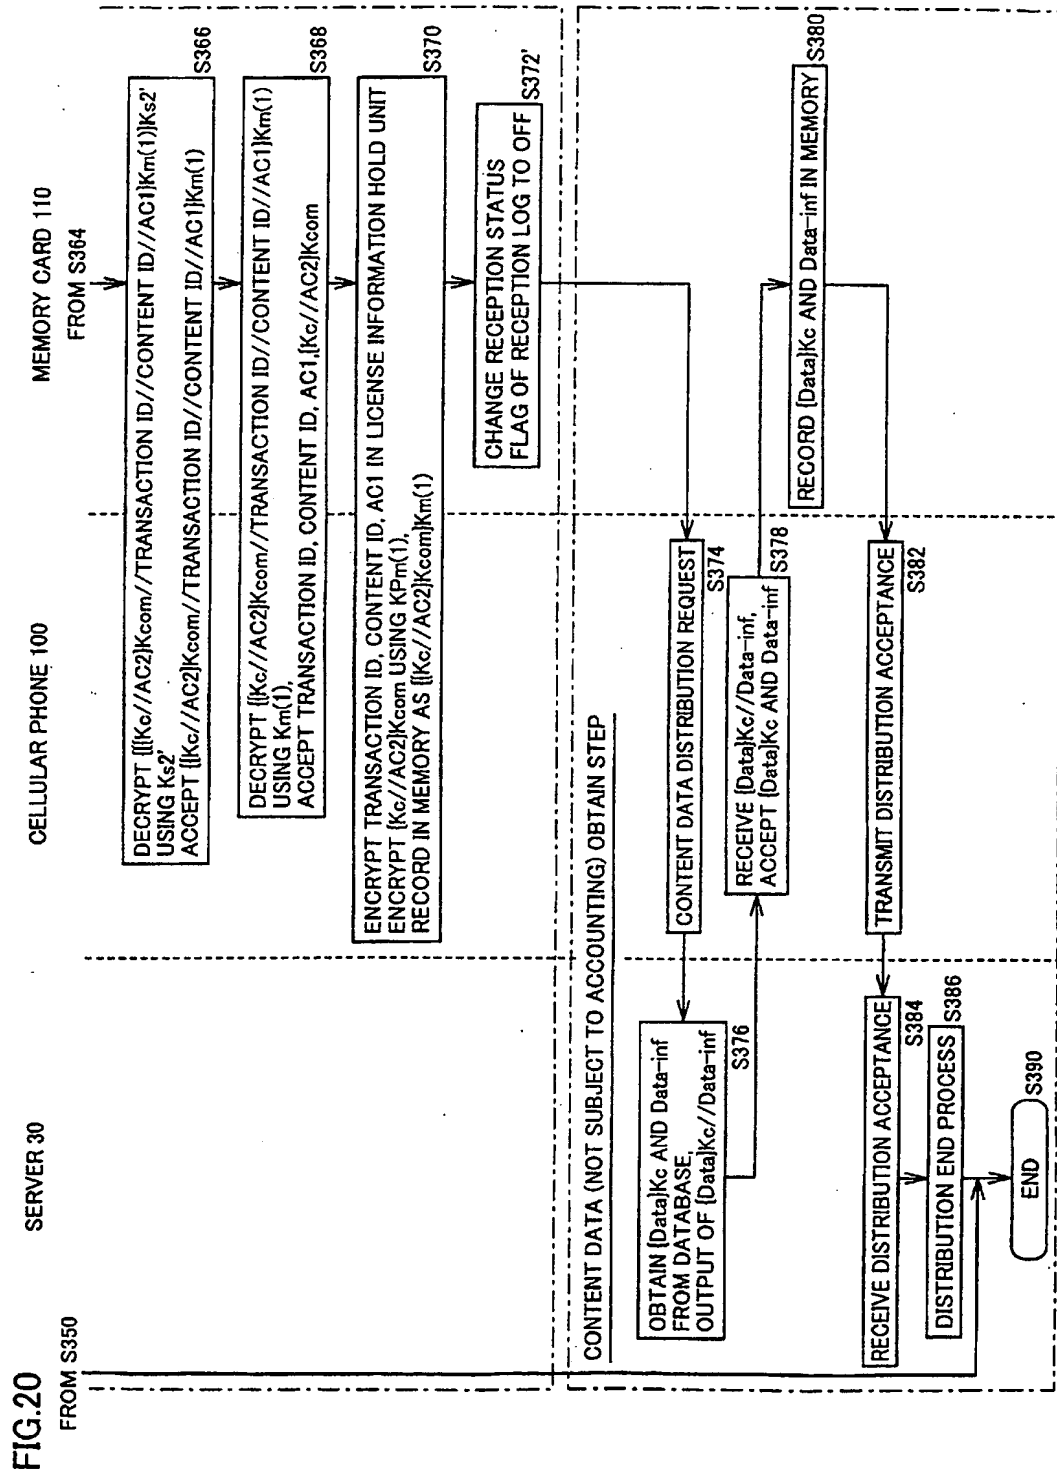 FIG.20
FROM S350
SERVER 30
CELLULAR PHONE 100
MEMORY CARD 110
FROM S364
DECRYPT {{{{Kc//AC2}Kcom//TRANSACTION ID//CONTENT ID//AC1}Km(1)}Ks2'
USING Ks2'
ACCEPT {{Kc//AC2}Kcom//TRANSACTION ID//CONTENT ID//AC1}Km(1)
S366
DECRYPT {{Kc//AC2}Kcom//TRANSACTION ID//CONTENT ID//AC1}Km(1)
USING Km(1),
ACCEPT TRANSACTION ID, CONTENT ID, AC1,{Kc//AC2}Kcom
S368
ENCRYPT TRANSACTION ID, CONTENT ID, AC1 IN LICENSE INFORMATION HOLD UNIT
ENCRYPT {Kc//AC2}Kcom USING KPm(1),
RECORD IN MEMORY AS {{Kc//AC2}Kcom}Km(1)
S370
CHANGE RECEPTION STATUS
FLAG OF RECEPTION LOG TO OFF
S372'
CONTENT DATA (NOT SUBJECT TO ACCOUNTING) OBTAIN STEP
CONTENT DATA DISTRIBUTION REQUEST
S374
OBTAIN {Data}Kc AND Data-inf
FROM DATABASE,
OUTPUT OF {Data}Kc//Data-inf
S376
RECEIVE {Data}Kc//Data-inf,
ACCEPT {Data}Kc AND Data-inf
S378
RECORD {Data}Kc AND Data-inf IN MEMORY
S380
TRANSMIT DISTRIBUTION ACCEPTANCE
S382
RECEIVE DISTRIBUTION ACCEPTANCE
S384
DISTRIBUTION END PROCESS
S386
END
S390